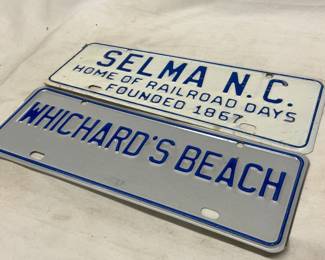 SELMA N.C.
HOME OF RAILROAD DAYS
FOUNDED 1867
WHICHARD'S BEACH